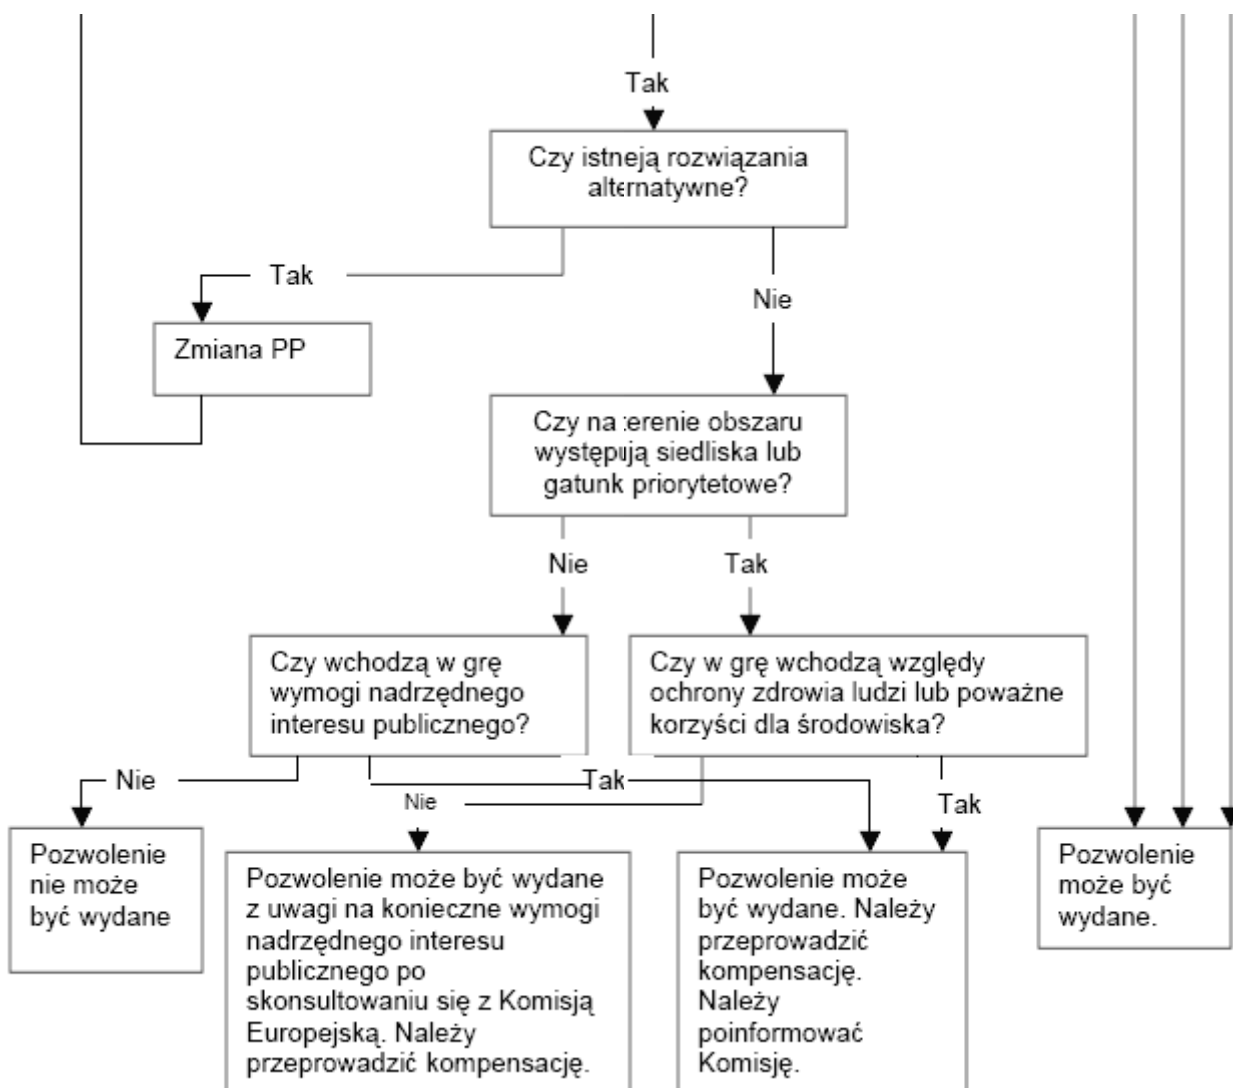 Tak
Czy istneją rozwiązania
alternatywne?
Tak
Nie
Zmiana PP
Czy na terenie obszaru
występują siedliska lub
gatunk priorytetowe?
Nie
Tak
Czy wchodzą w grę
wymogi nadrzędnego
interesu publicznego?
Czy w grę wchodzą względy
ochrony zdrowia ludzi lub poważne
korzyści dla środowiska?
Nie
Tak
Nie
Tak
Pozwolenie
nie może
być wydane
Pozwolenie może być wydane
z uwagi na konieczne wymogi
nadrzędnego interesu
publicznego po
skonsultowaniu się z Komisją
Europejską. Należy
przeprowadzić kompensację.
Pozwolenie może
być wydane. Należy
przeprowadzić
kompensację.
Należy
poinformować
Komisję.
Pozwolenie
może być
wydane.